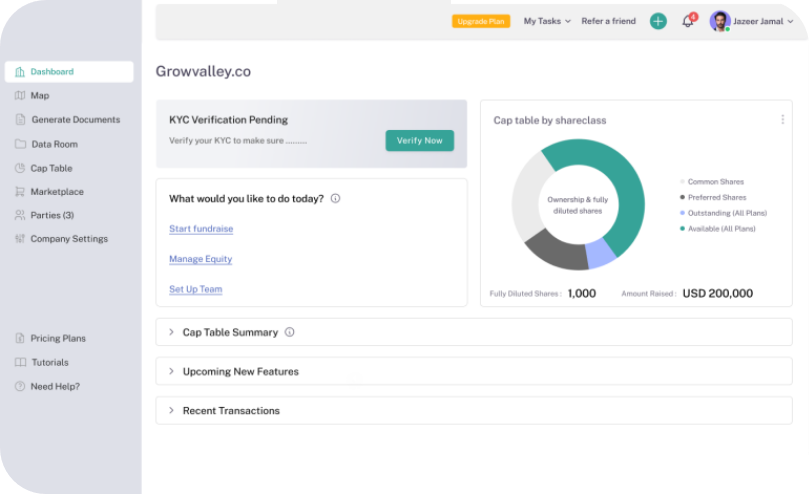 Upgrade Plan
My Tasks
Refer a friend
4
Jazeer Jamal
Dashboard
Map
Generate Documents
Data Room
Cap Table
Marketplace
Parties (3)
Company Settings
Pricing Plans
Tutorials
Need Help?
Growvalley.co
KYC Verification Pending
Verify your KYC to make sure .........
Verify Now
What would you like to do today?
Start fundraise
Manage Equity
Set Up Team
Cap table by shareclass
Ownership & fully
diluted shares
Common Shares
Preferred Shares
Outstanding (All Plans)
Available (All Plans)
Fully Diluted Shares : 1,000
Amount Raised : USD 200,000
Cap Table Summary
Upcoming New Features
Recent Transactions